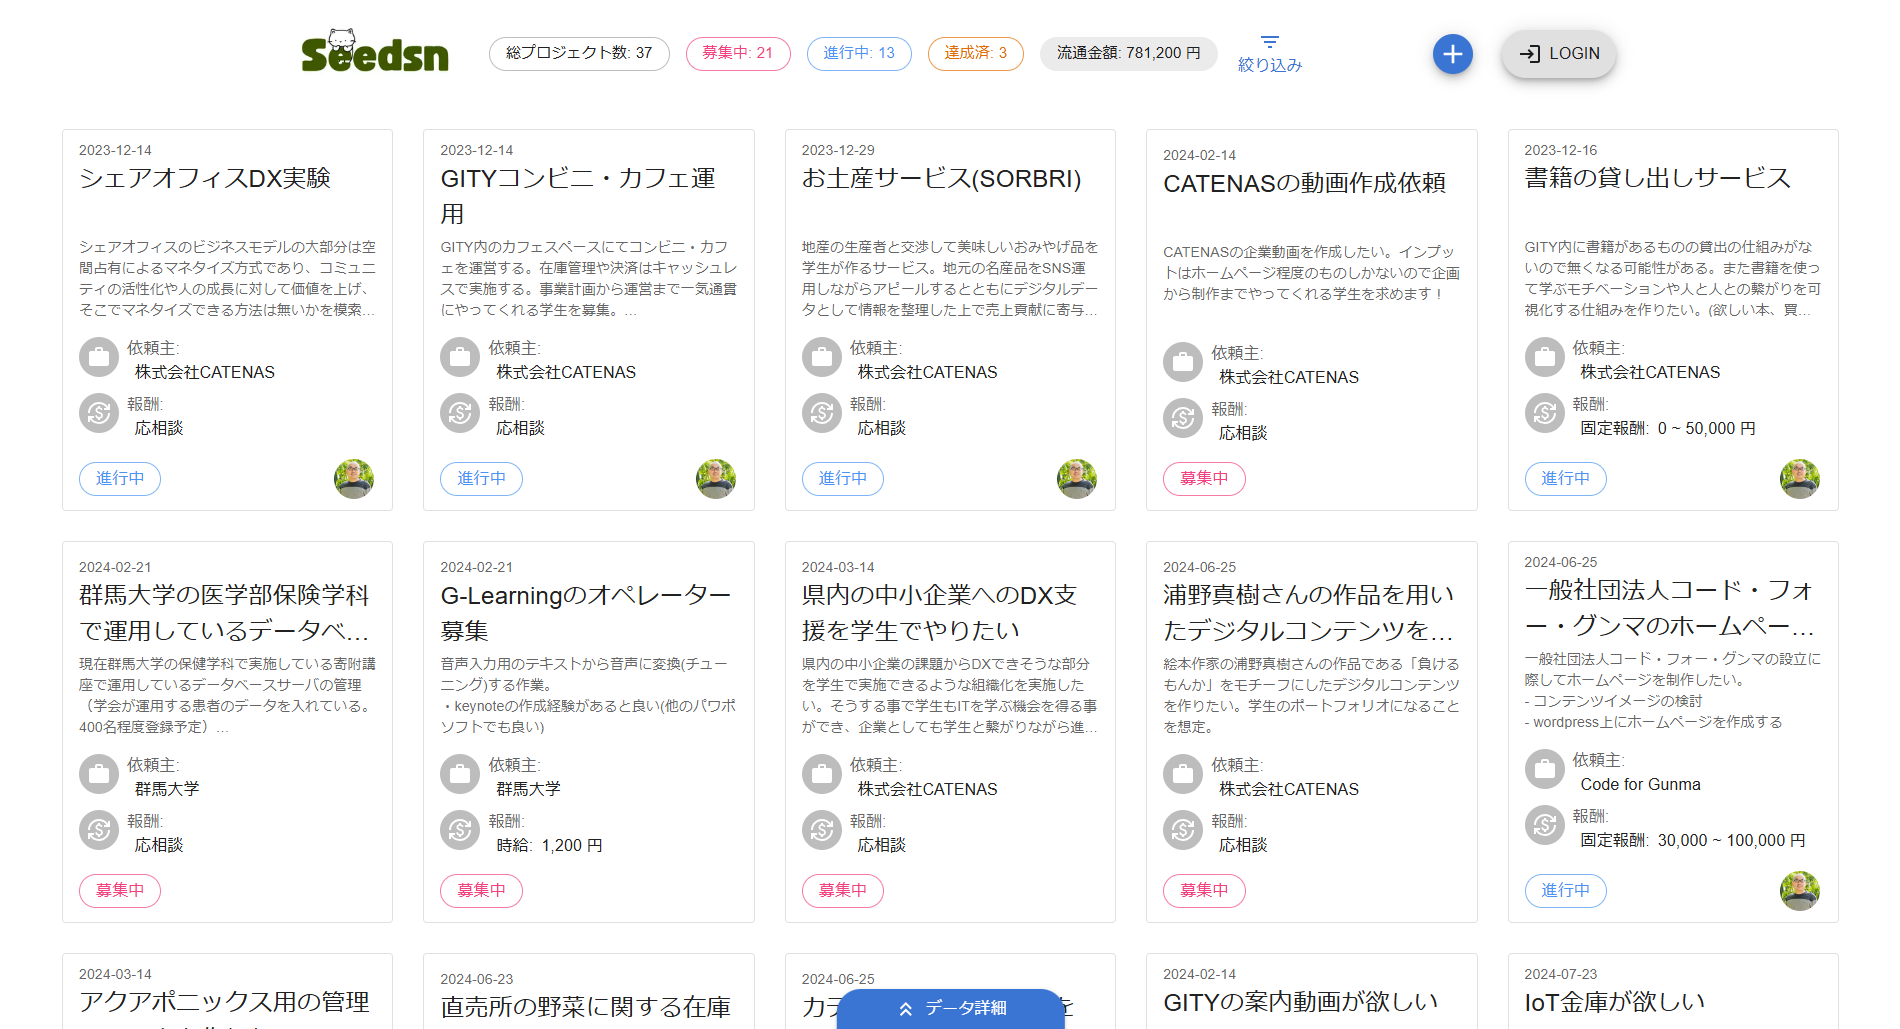 Seedsn
総プロジェクト数: 37
募集中: 21
進行中: 13
達成済: 3
流通金額: 781,200 円
絞り込み
LOGIN
2023-12-14
シェアオフィスDX実験
シェアオフィスのビジネスモデルの大部分は空
間占有によるマネタイズ方式であり、コミュニ
ティの活性化や人の成長に対して価値を上げ、
そこでマネタイズできる方法は無いかを模索...
依頼主:
株式会社CATENAS
報酬:
応相談
進行中
2023-12-14
GITYコンビニ・カフェ運
用
GITY内のカフェスペースにてコンビニ・カフ
ェを運営する。在庫管理や決済はキャッシュレ
スで実施する。事業計画から運営まで一気通貫
にやってくれる学生を募集。...
依頼主:
株式会社CATENAS
報酬:
応相談
進行中
2023-12-29
お土産サービス(SORBRI)
地産の生産者と交渉して美味しいおみやげ品を
学生が作るサービス。地元の名産品をSNS運
用しながらアピールするとともにデジタルデー
タとして情報を整理した上で売上貢献に寄与...
依頼主:
株式会社CATENAS
報酬:
応相談
進行中
2024-02-14
CATENASの動画作成依頼
CATENASの企業動画を作成したい。インプッ
トはホームページ程度のものしかないので企画
から制作までやってくれる学生を求めます！
依頼主:
株式会社CATENAS
報酬:
応相談
募集中
2023-12-16
書籍の貸し出しサービス
GITY内に書籍があるものの貸出の仕組みがな
いので無くなる可能性がある。また書籍を使っ
て学ぶモチベーションや人と人との繋がりを可
視化する仕組みを作りたい。(欲しい本、買...
依頼主:
株式会社CATENAS
報酬:
固定報酬: 0 ~ 50,000 円
進行中
2024-02-21
群馬大学の医学部保険学科
で運用しているデータベ...
現在群馬大学の保健学科で実施している寄附講
座で運用しているデータベースサーバの管理
（学会が運用する患者のデータを入れている。
400名程度登録予定）...
依頼主:
群馬大学
報酬:
応相談
募集中
2024-02-21
G-Learningのオペレーター
募集
音声入力用のテキストから音声に変換(チュー
ニング)する作業。
・keynoteの作成経験があると良い(他のパワポ
ソフトでも良い)
依頼主:
群馬大学
報酬:
時給: 1,200 円
募集中
2024-03-14
県内の中小企業へのDX支
援を学生でやりたい
県内の中小企業の課題からDXできそうな部分
を学生で実施できるような組織化を実施した
い。そうする事で学生もITを学ぶ機会を得る事
ができ、企業としても学生と繋がりながら進...
依頼主:
株式会社CATENAS
報酬:
応相談
募集中
2024-06-25
浦野真樹さんの作品を用い
たデジタルコンテンツを...
絵本作家の浦野真樹さんの作品である「負ける
もんか」をモチーフにしたデジタルコンテンツ
を作りたい。学生のポートフォリオになること
を想定。
依頼主:
株式会社CATENAS
報酬:
応相談
募集中
2024-06-25
一般社団法人コード・フォ
ー・グンマのホームペー...
一般社団法人コード・フォー・グンマの設立に
際してホームページを制作したい。
- コンテンツイメージの検討
- wordpress上にホームページを作成する
依頼主:
Code for Gunma
報酬:
固定報酬: 30,000 ~ 100,000 円
進行中
2024-03-14
アクアポニックス用の管理
2024-06-23
直売所の野菜に関する在庫
2024-06-25
カラ
を
データ詳細
2024-02-14
GITYの案内動画が欲しい
2024-07-23
IoT金庫が欲しい